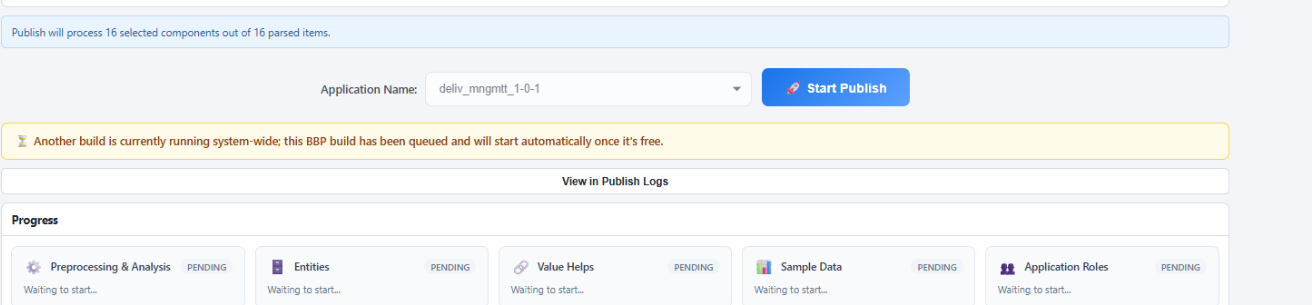 Publish will process 16 selected components out of 16 parsed items.
Application Name: deliv_mngmtt_1-0-1 Start Publish
Another build is currently running system-wide; this BBP build has been queued and will start automatically once it's free.
View in Publish Logs
Progress
Preprocessing & Analysis PENDING Entities PENDING Value Helps PENDING Sample Data PENDING Application Roles PENDING
Waiting to start... Waiting to start... Waiting to start... Waiting to start... Waiting to start...